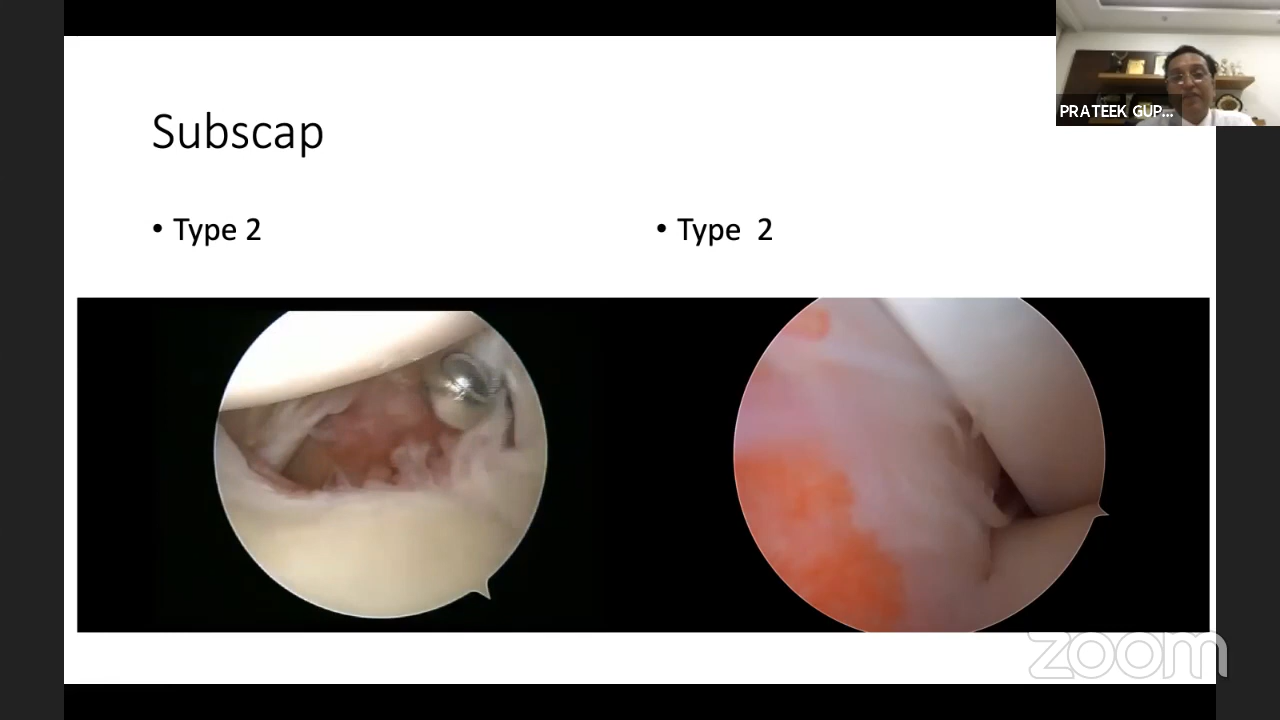 Subscap
• Type 2
• Type  2
PRATEEK GUP...
zoom